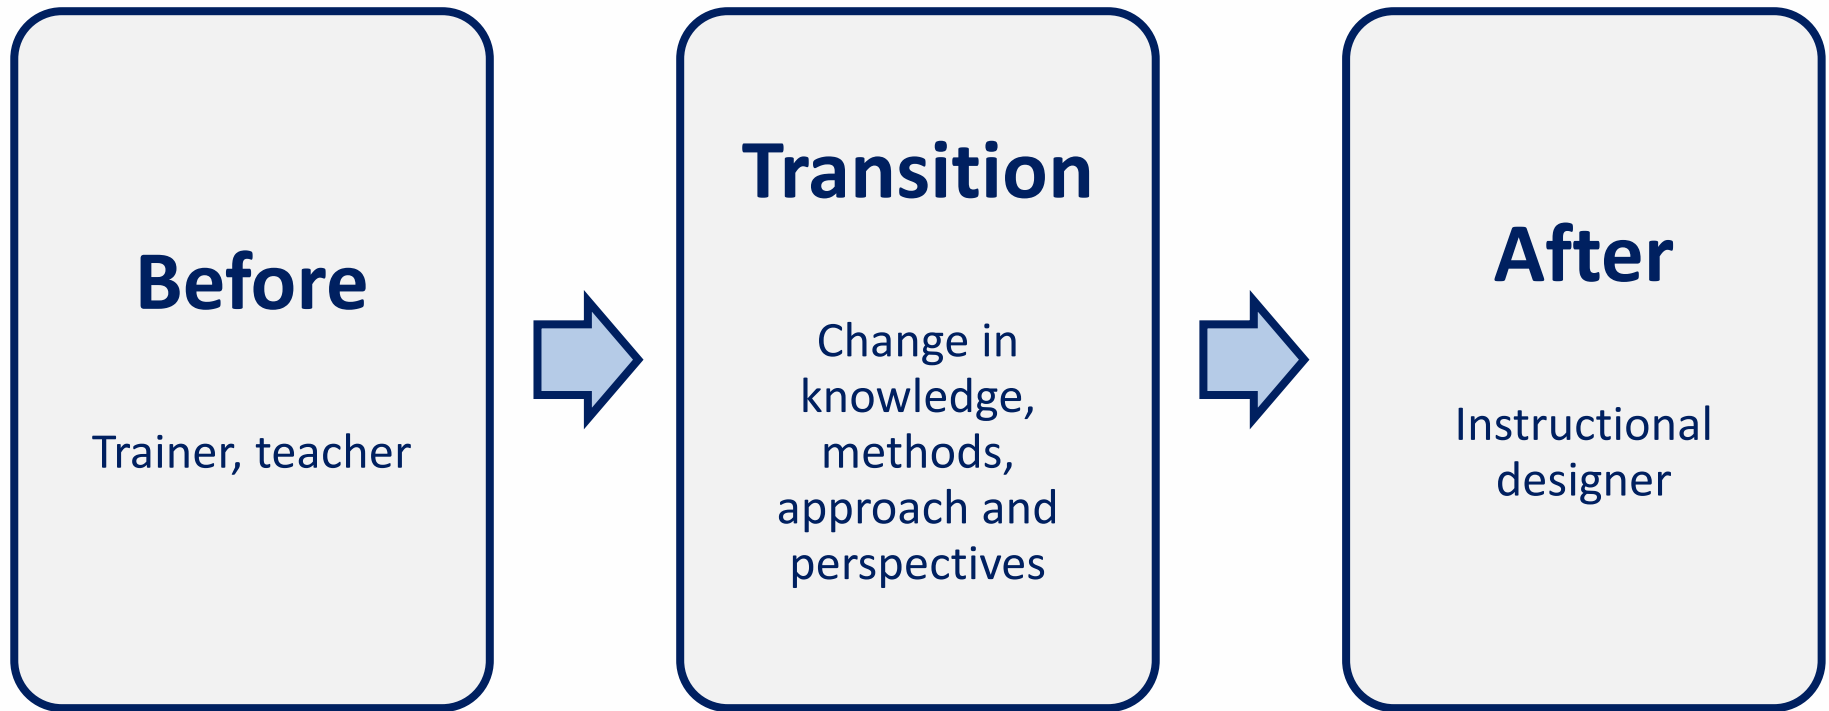 Before
Trainer, teacher
Transition
Change in
knowledge,
methods,
approach and
perspectives
After
Instructional
designer